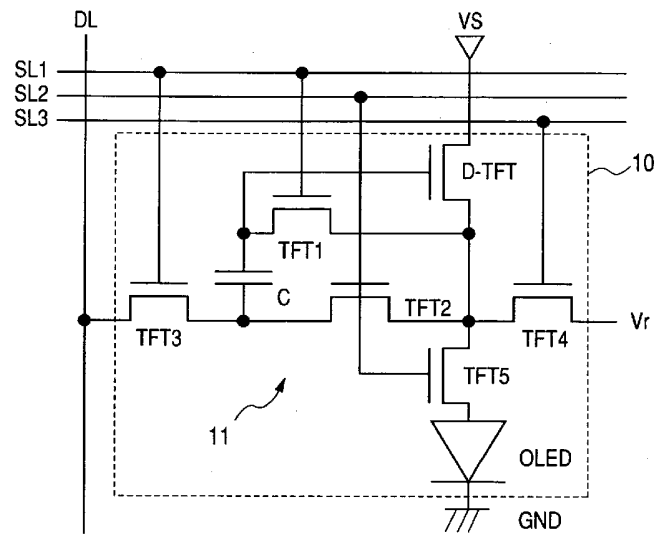 DL
VS
SL1
SL2
SL3
D-TFT
10
TFT1
C
TFT2
TFT3
TFT4
Vr
TFT5
11
OLED
GND